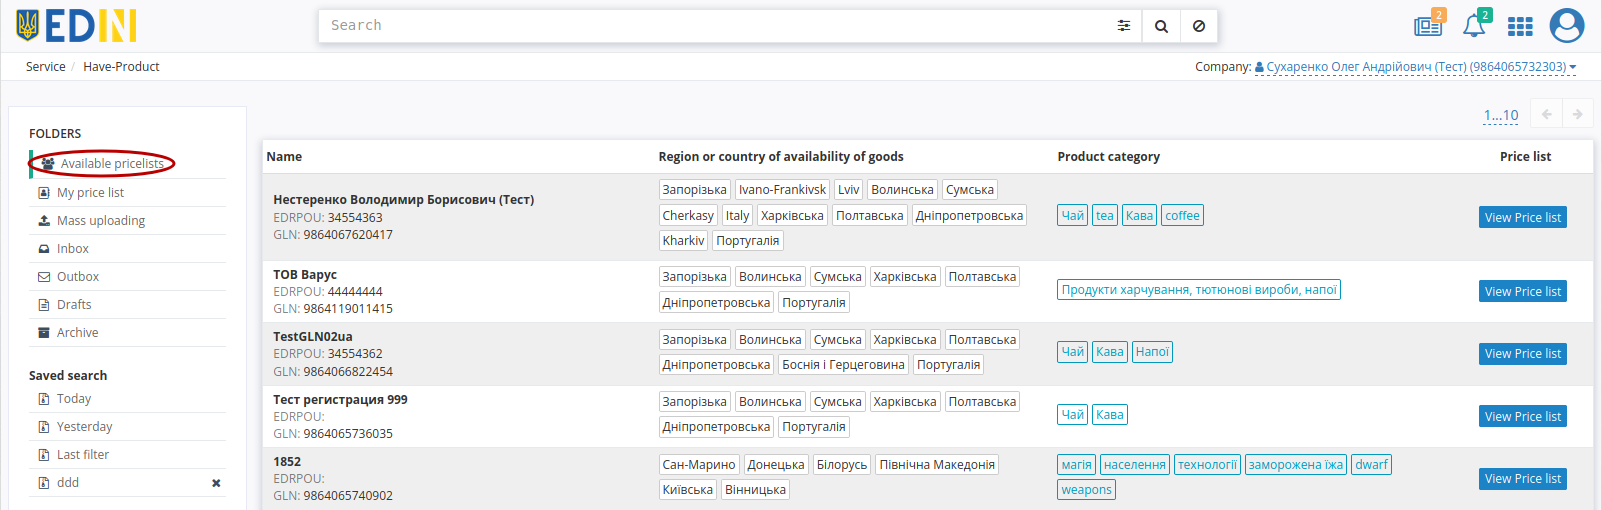 EDIN
Search
2
2
Service / Have-Product
Company: Сухаренко Олег Андрійович (Тест) (9864065732303)
1...10
FOLDERS
Available pricelists
My price list
Mass uploading
Inbox
Outbox
Drafts
Archive
Saved search
Today
Yesterday
Last filter
ddd
Name Region or country of availability of goods Product category Price list
Нестеренко Володимир Борисович (Тест)
EDRPOU: 34554363
GLN: 9864067620417
Запорізька Ivano-Frankivsk Lviv Волинська Сумська
Cherkasy Italy Харківська Полтавська Дніпропетровська
Kharkiv Португалія
Чай tea Кава coffee
View Price list
ТОВ Варус
EDRPOU: 44444444
GLN: 9864119011415
Запорізька Волинська Сумська Харківська Полтавська
Дніпропетровська Португалія
Продукти харчування, тютюнові вироби, напої
View Price list
TestGLN02ua
EDRPOU: 34554362
GLN: 9864066822454
Запорізька Волинська Сумська Харківська Полтавська
Дніпропетровська Боснія і Герцеговина Португалія
Чай Кава Напої
View Price list
Тест регистрация 999
EDRPOU:
GLN: 9864065736035
Запорізька Волинська Сумська Харківська Полтавська
Дніпропетровська Португалія
Чай Кава
View Price list
1852
EDRPOU:
GLN: 9864065740902
Сан-Марино Донецька Білорусь Північна Македонія
Київська Вінницька
магія населення технології заморожена їжа dwarf
weapons
View Price list